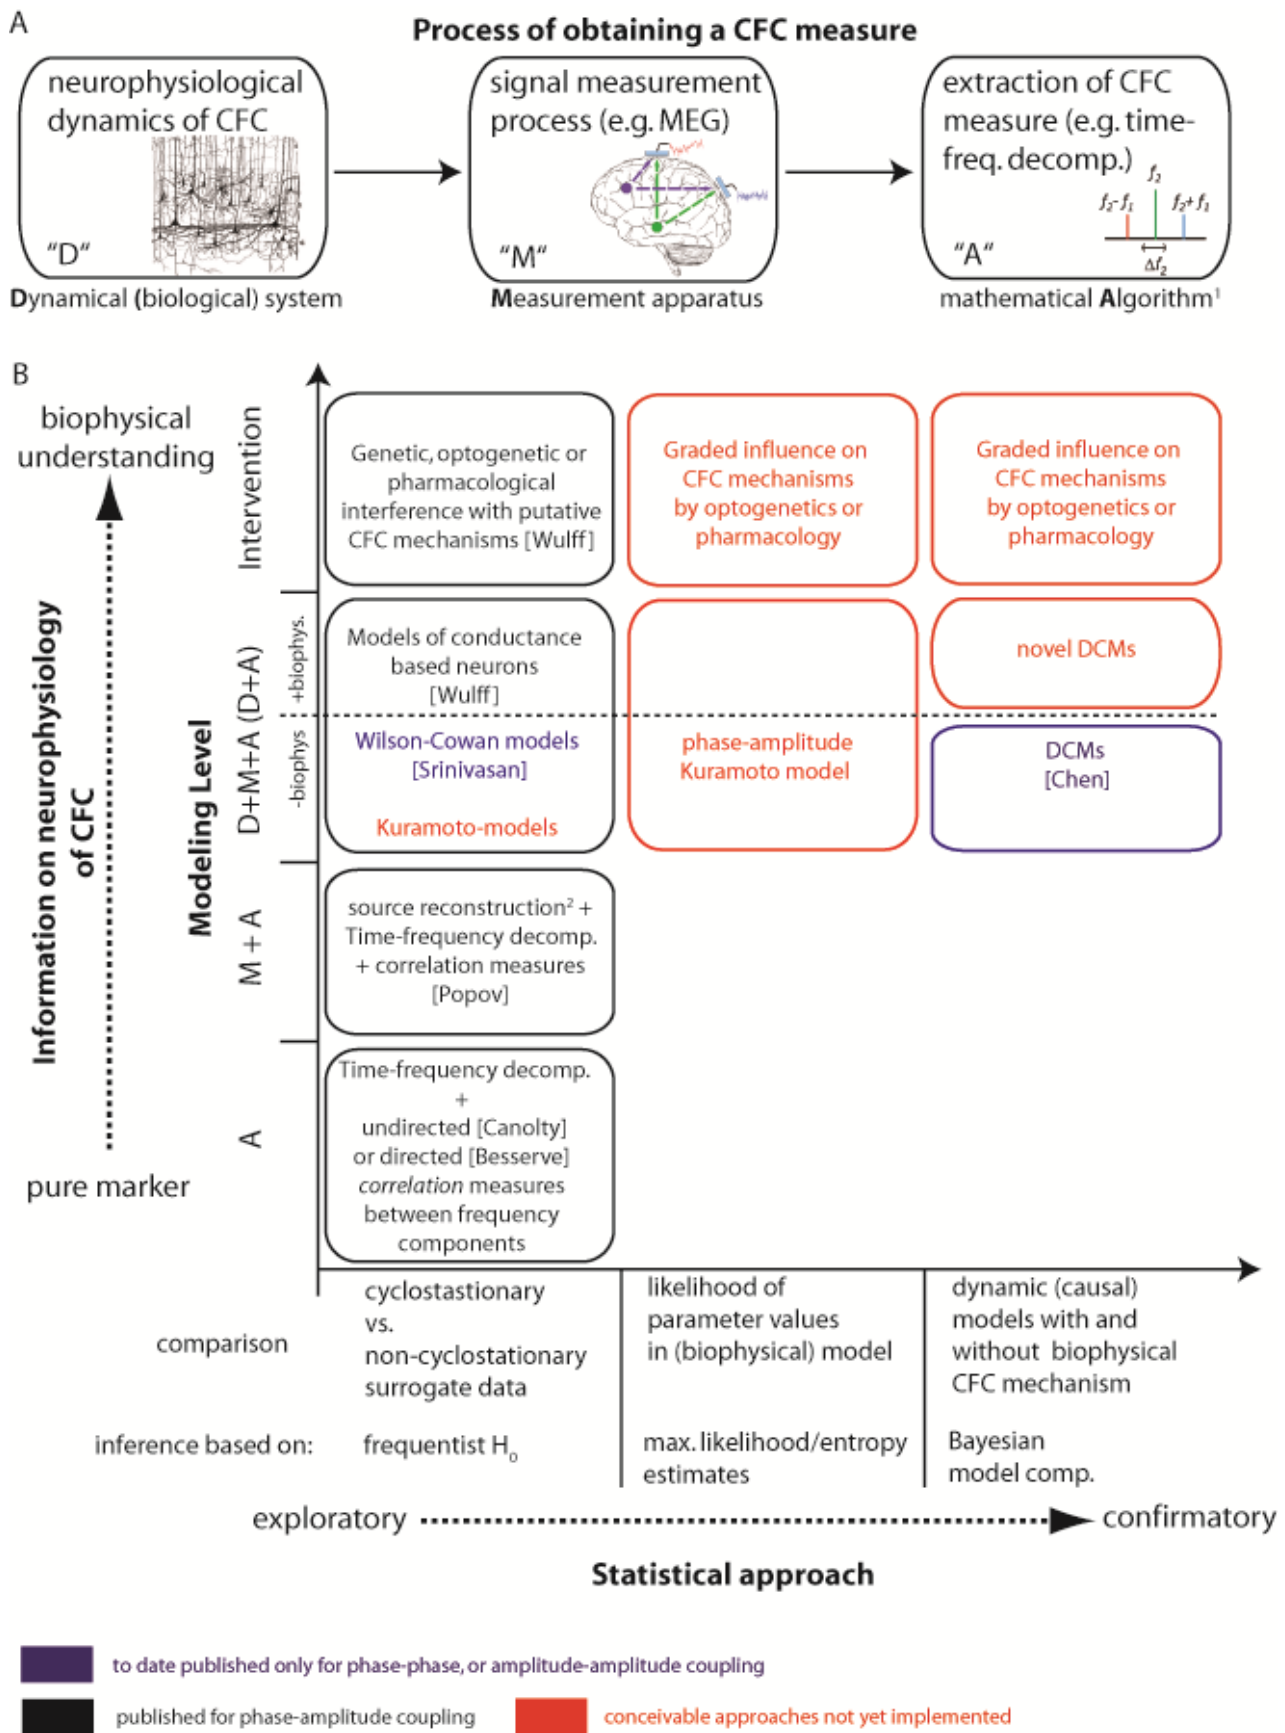 A
Process of obtaining a CFC measure
neurophysiological
dynamics of CFC
"D"
Dynamical (biological) system
signal measurement
process (e.g. MEG)
"M"
Measurement apparatus
extraction of CFC
measure (e.g. time-
freq. decomp.)
f2
f2-f1
f2+f1
Δf2
"A"
mathematical Algorithm1
B
biophysical
understanding
Information on neurophysiology
of CFC
pure marker
Modeling Level
Intervention
D+M+A (D+A)
+biophys.
-biophys
M + A
A
Genetic, optogenetic or
pharmacological
interference with putative
CFC mechanisms [Wulff]
Graded influence on
CFC mechanisms
by optogenetics or
pharmacology
Graded influence on
CFC mechanisms
by optogenetics or
pharmacology
Models of conductance
based neurons
[Wulff]
Wilson-Cowan models
[Srinivasan]
Kuramoto-models
phase-amplitude
Kuramoto model
novel DCMs
DCMs
[Chen]
source reconstruction2 +
Time-frequency decomp.
+ correlation measures
[Popov]
Time-frequency decomp.
+
undirected [Canolty]
or directed [Besserve]
correlation measures
between frequency
components
comparison
cyclostastionary
vs.
non-cyclostationary
surrogate data
likelihood of
parameter values
in (biophysical) model
dynamic (causal)
models with and
without biophysical
CFC mechanism
inference based on:
frequentist H0
max. likelihood/entropy
estimates
Bayesian
model comp.
exploratory
confirmatory
Statistical approach
to date published only for phase-phase, or amplitude-amplitude coupling
published for phase-amplitude coupling
conceivable approaches not yet implemented